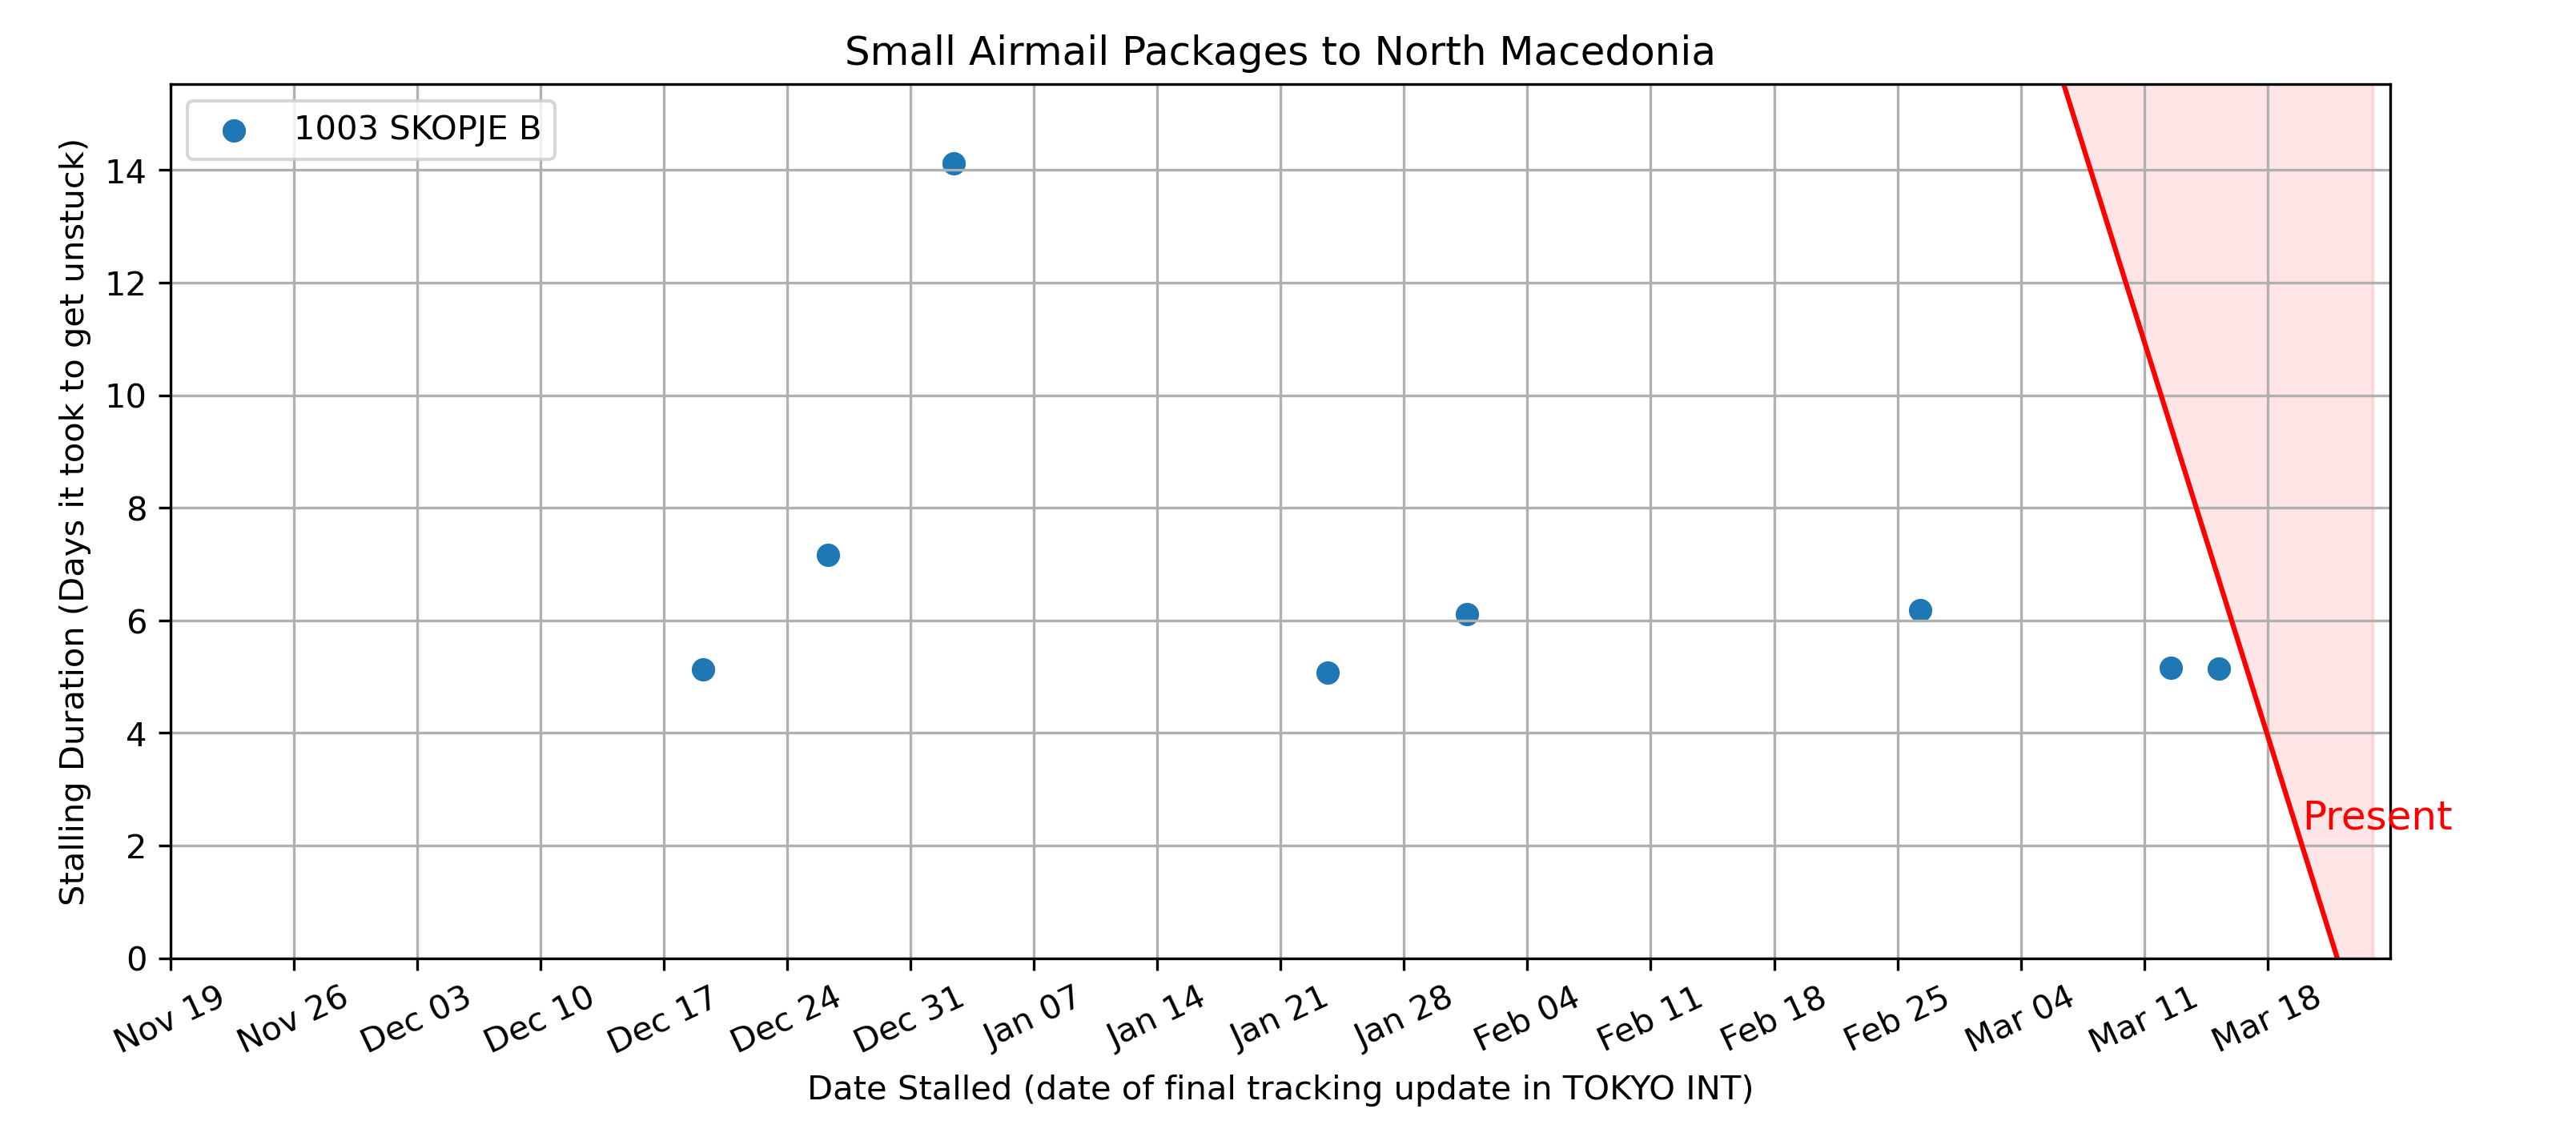 Small Airmail Packages to North Macedonia
1003 SKOPJE B
Stalling Duration (Days it took to get unstuck)
14
12
10
8
6
4
2
0
Present
Nov 19
Nov 26
Dec 03
Dec 10
Dec 17
Dec 24
Dec 31
Jan 07
Jan 14
Jan 21
Jan 28
Feb 04
Feb 11
Feb 18
Feb 25
Mar 04
Mar 11
Mar 18
Date Stalled (date of final tracking update in TOKYO INT)